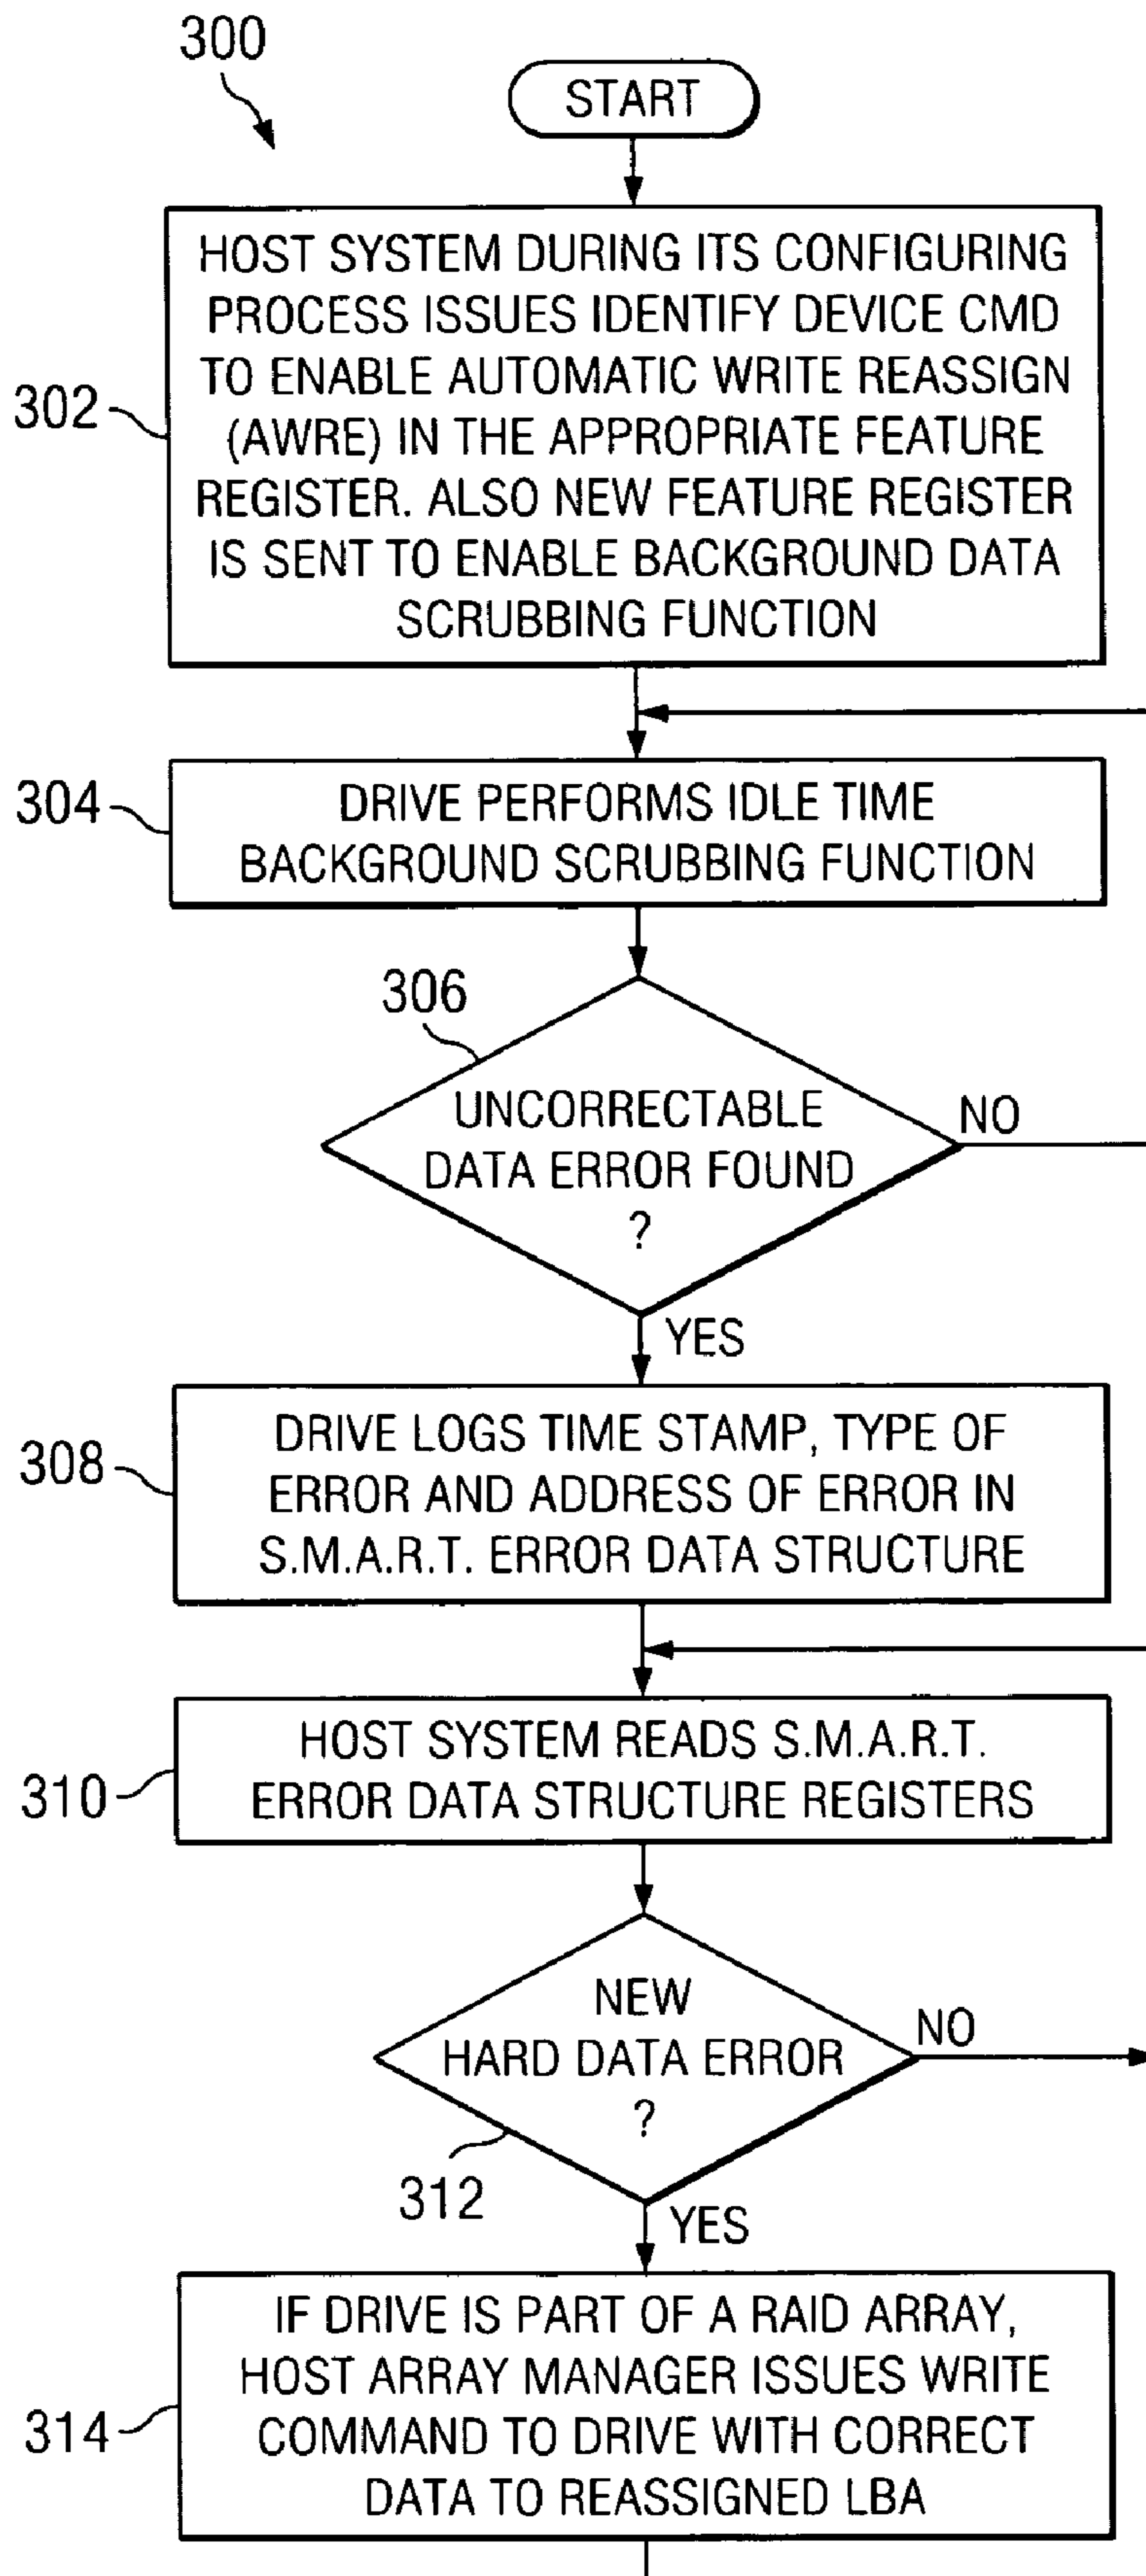 300
START
302
HOST SYSTEM DURING ITS CONFIGURING
PROCESS ISSUES IDENTIFY DEVICE CMD
TO ENABLE AUTOMATIC WRITE REASSIGN
(AWRE) IN THE APPROPRIATE FEATURE
REGISTER. ALSO NEW FEATURE REGISTER
IS SENT TO ENABLE BACKGROUND DATA
SCRUBBING FUNCTION
304
DRIVE PERFORMS IDLE TIME
BACKGROUND SCRUBBING FUNCTION
306
UNCORRECTABLE
DATA ERROR FOUND
?
NO
YES
308
DRIVE LOGS TIME STAMP, TYPE OF
ERROR AND ADDRESS OF ERROR IN
S.M.A.R.T. ERROR DATA STRUCTURE
310
HOST SYSTEM READS S.M.A.R.T.
ERROR DATA STRUCTURE REGISTERS
NEW
HARD DATA ERROR
?
NO
312
YES
314
IF DRIVE IS PART OF A RAID ARRAY,
HOST ARRAY MANAGER ISSUES WRITE
COMMAND TO DRIVE WITH CORRECT
DATA TO REASSIGNED LBA